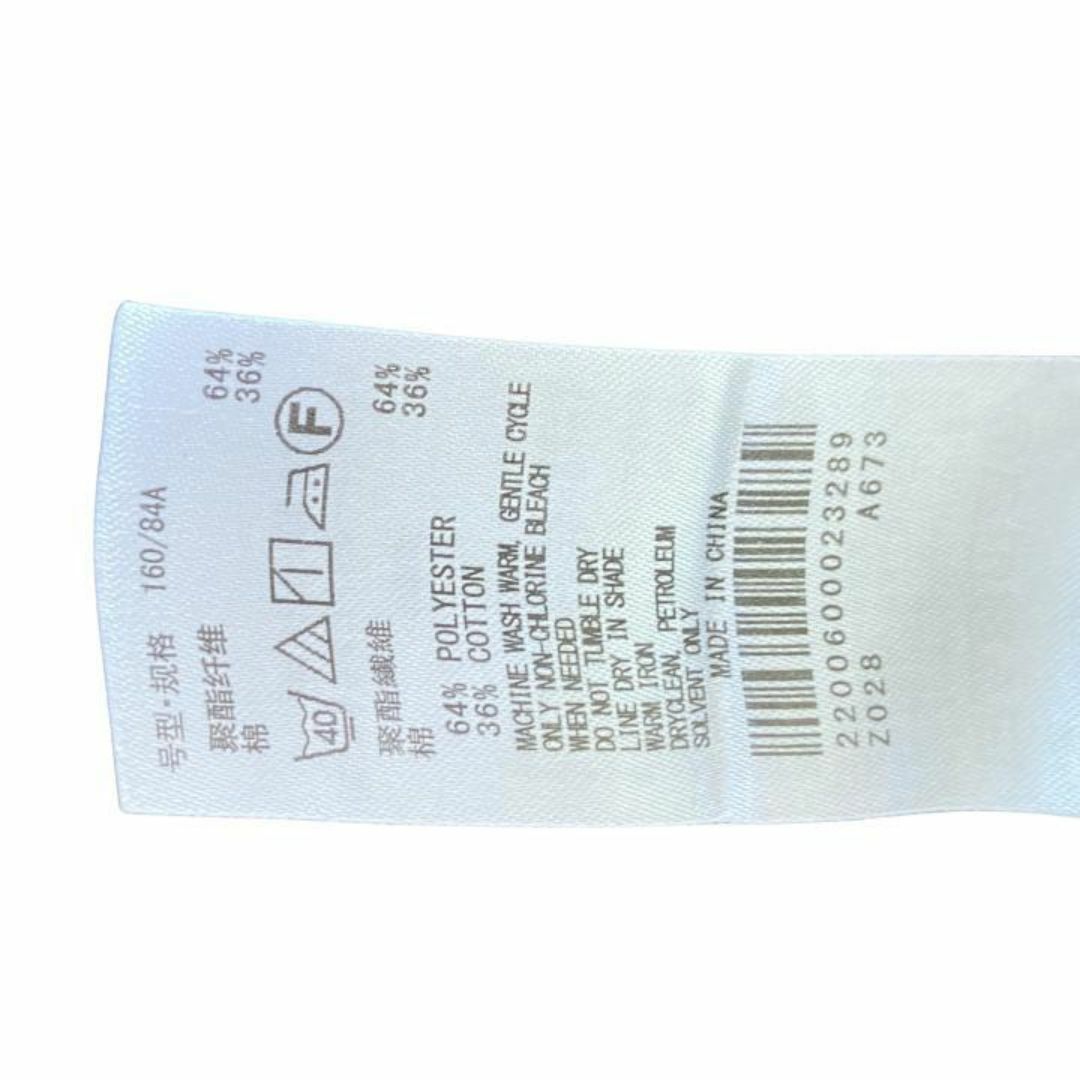 号型·规格 160/84A
聚酯纤维 64%
棉 36%
40 F
聚酯纖維 64%
棉 36%
64% POLYESTER
36% COTTON
MACHINE WASH WARM, GENTLE CYCLE
ONLY NON-CHLORINE BLEACH
WHEN NEEDED
DO NOT TUMBLE DRY
LINE DRY IN SHADE
WARM IRON
DRYCLEAN, PETROLEUM
SOLVENT ONLY
MADE IN CHINA
2200600023289
Z028 A673